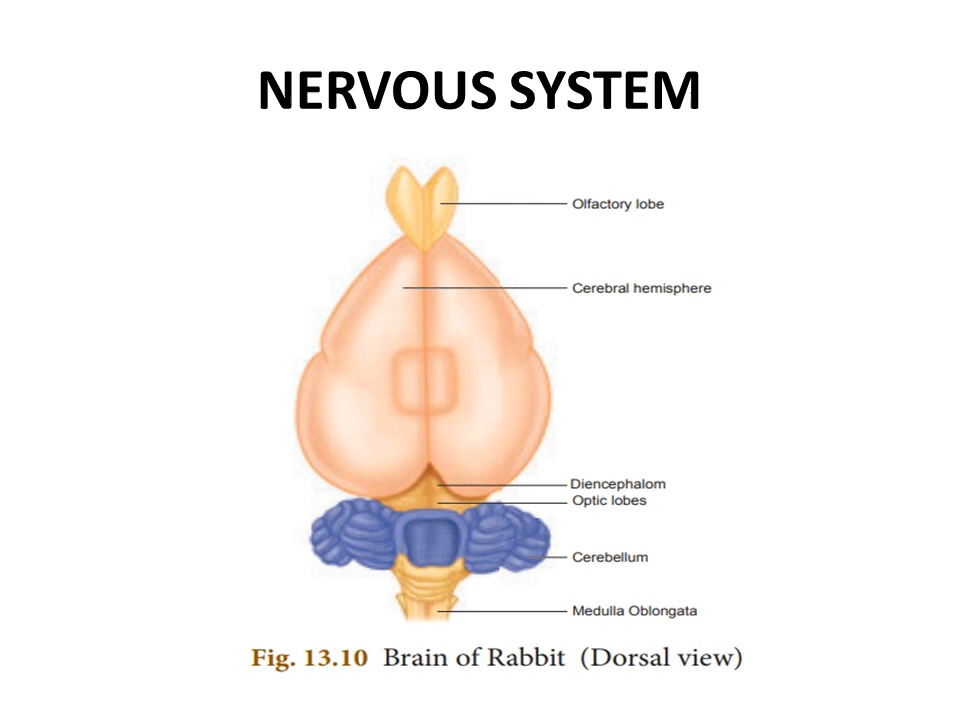 NERVOUS SYSTEM
Olfactory lobe
Cerebral hemisphere
Diencephalom
Optic lobes
Cerebellum
Medulla Oblongata
Fig. 13.10 Brain of Rabbit (Dorsal view)